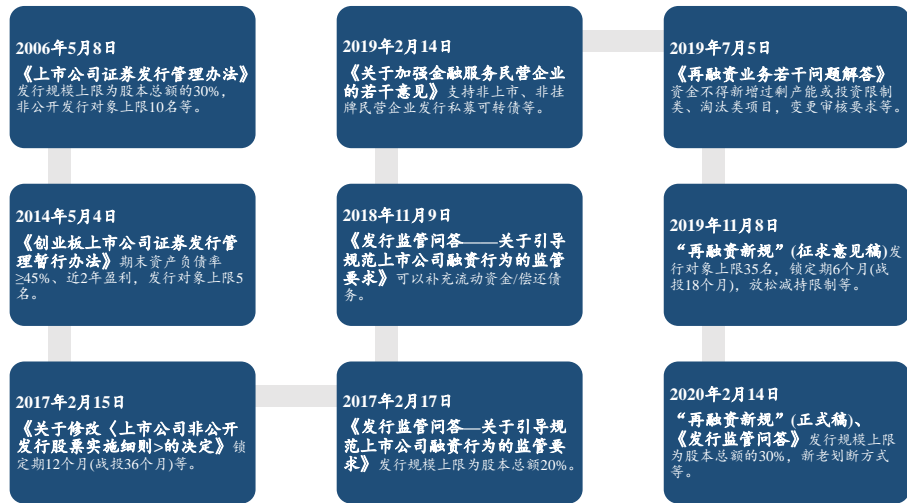 2006年5月8日
《上市公司证券发行管理办法》
发行规模上限为股本总额的30%，
非公开发行对象上限10名等。
2014年5月4日
《创业板上市公司证券发行管
理暂行办法》期末资产负债率
≥45%、近2年盈利，发行对象上限5
名。
2017年2月15日
《关于修改〈上市公司非公开
发行股票实施细则>的决定》锁
定期12个月(战投36个月)等。
2017年2月17日
《发行监管问答—关于引导规
范上市公司融资行为的监管要
求》发行规模上限为股本总额20%。
2018年11月9日
《发行监管问答——关于引导
规范上市公司融资行为的监管
要求》可以补充流动资金/偿还债
务。
2019年2月14日
《关于加强金融服务民营企业
的若干意见》支持非上市、非挂
牌民营企业发行私募可转债等。
2019年7月5日
《再融资业务若干问题解答》
资金不得新增过剩产能或投资限制
类、淘汰类项目，变更审核要求等。
2019年11月8日
“再融资新规”(征求意见稿)发
行对象上限35名，锁定期6个月(战
投18个月)，放松减持限制等。
2020年2月14日
“再融资新规”(正式稿)、
《发行监管问答》发行规模上限
为股本总额的30%，新老划断方式
等。